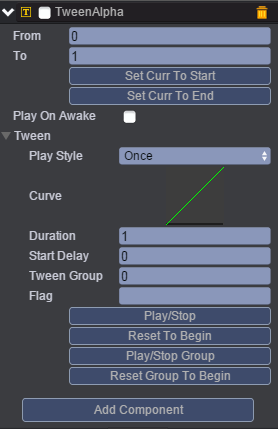 T TweenAlpha
From 0
To 1
Set Curr To Start
Set Curr To End
Play On Awake
Tween
Play Style Once
Curve
Duration 1
Start Delay 0
Tween Group 0
Flag
Play/Stop
Reset To Begin
Play/Stop Group
Reset Group To Begin
Add Component